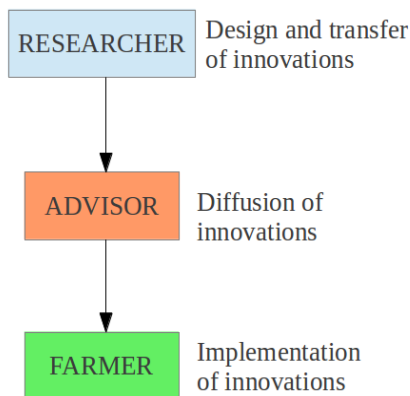 RESEARCHER
Design and transfer
of innovations
ADVISOR
Diffusion of
innovations
FARMER
Implementation
of innovations